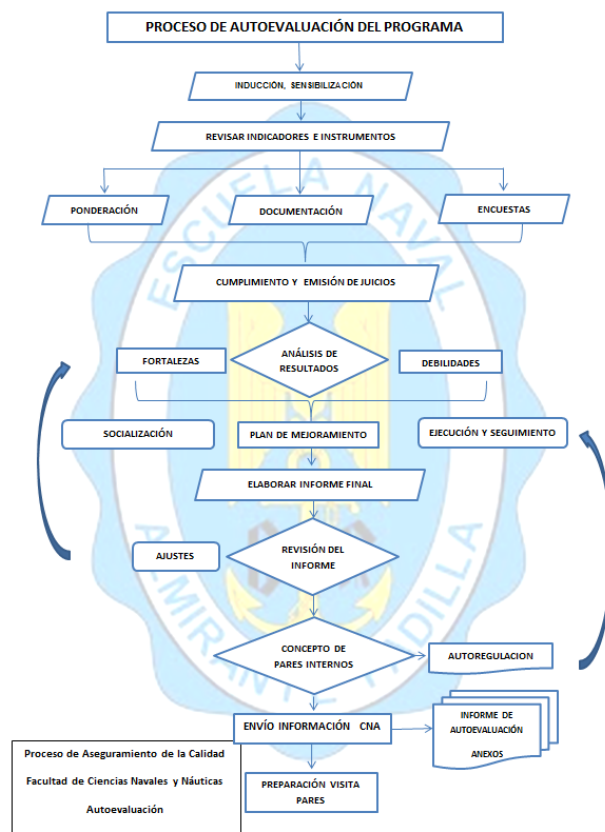 PROCESO DE AUTOEVALUACIÓN DEL PROGRAMA
INDUCCIÓN, SENSIBILIZACIÓN
REVISAR INDICADORES E INSTRUMENTOS
PONDERACIÓN
DOCUMENTACIÓN
ENCUESTAS
CUMPLIMIENTO Y EMISIÓN DE JUICIOS
FORTALEZAS
ANÁLISIS DE
RESULTADOS
DEBILIDADES
SOCIALIZACIÓN
PLAN DE MEJORAMIENTO
EJECUCIÓN Y SEGUIMIENTO
ELABORAR INFORME FINAL
AJUSTES
REVISIÓN DEL
INFORME
CONCEPTO DE
PARES INTERNOS
AUTOREGULACION
ENVÍO INFORMACIÓN CNA
INFORME DE
AUTOEVALUACIÓN
ANEXOS
PREPARACIÓN VISITA
PARES
Proceso de Aseguramiento de la Calidad
Facultad de Ciencias Navales y Náuticas
Autoevaluación
ESCUELA NAVAL
ALMIRANTE PADILLA